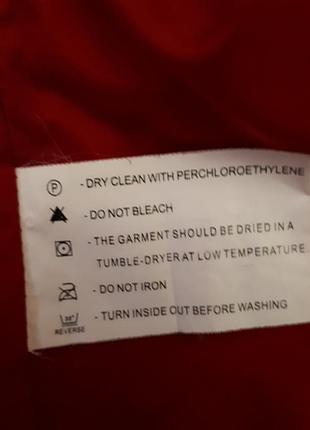 P - DRY CLEAN WITH PERCHLOROETHYLENE
- DO NOT BLEACH
- THE GARMENT SHOULD BE DRIED IN A
TUMBLE-DRYER AT LOW TEMPERATURE
- DO NOT IRON
30° - TURN INSIDE OUT BEFORE WASHING
REVERSE